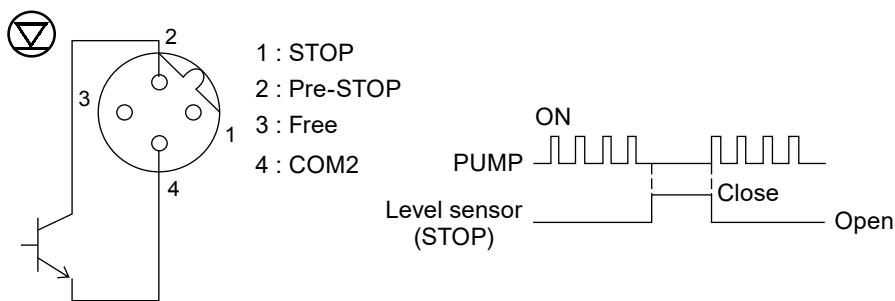 2
3
1
4
1 : STOP
2 : Pre-STOP
3 : Free
4 : COM2
ON
PUMP
Close
Level sensor
(STOP)
Open